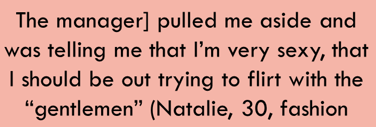 The manager] pulled me aside and
was telling me that I’m very sexy, that
I should be out trying to flirt with the
“gentlemen” (Natalie, 30, fashion